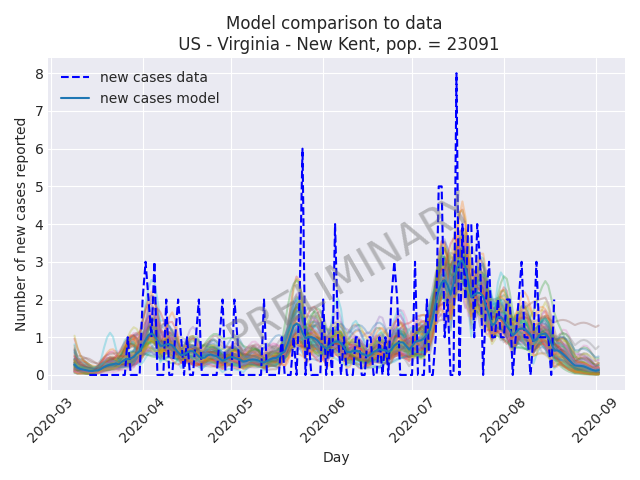 Model comparison to data
US - Virginia - New Kent, pop. = 23091
new cases data
new cases model
PRELIMINARY
Number of new cases reported
8
7
6
5
4
3
2
1
0
2020-03
2020-04
2020-05
2020-06
2020-07
2020-08
2020-09
Day